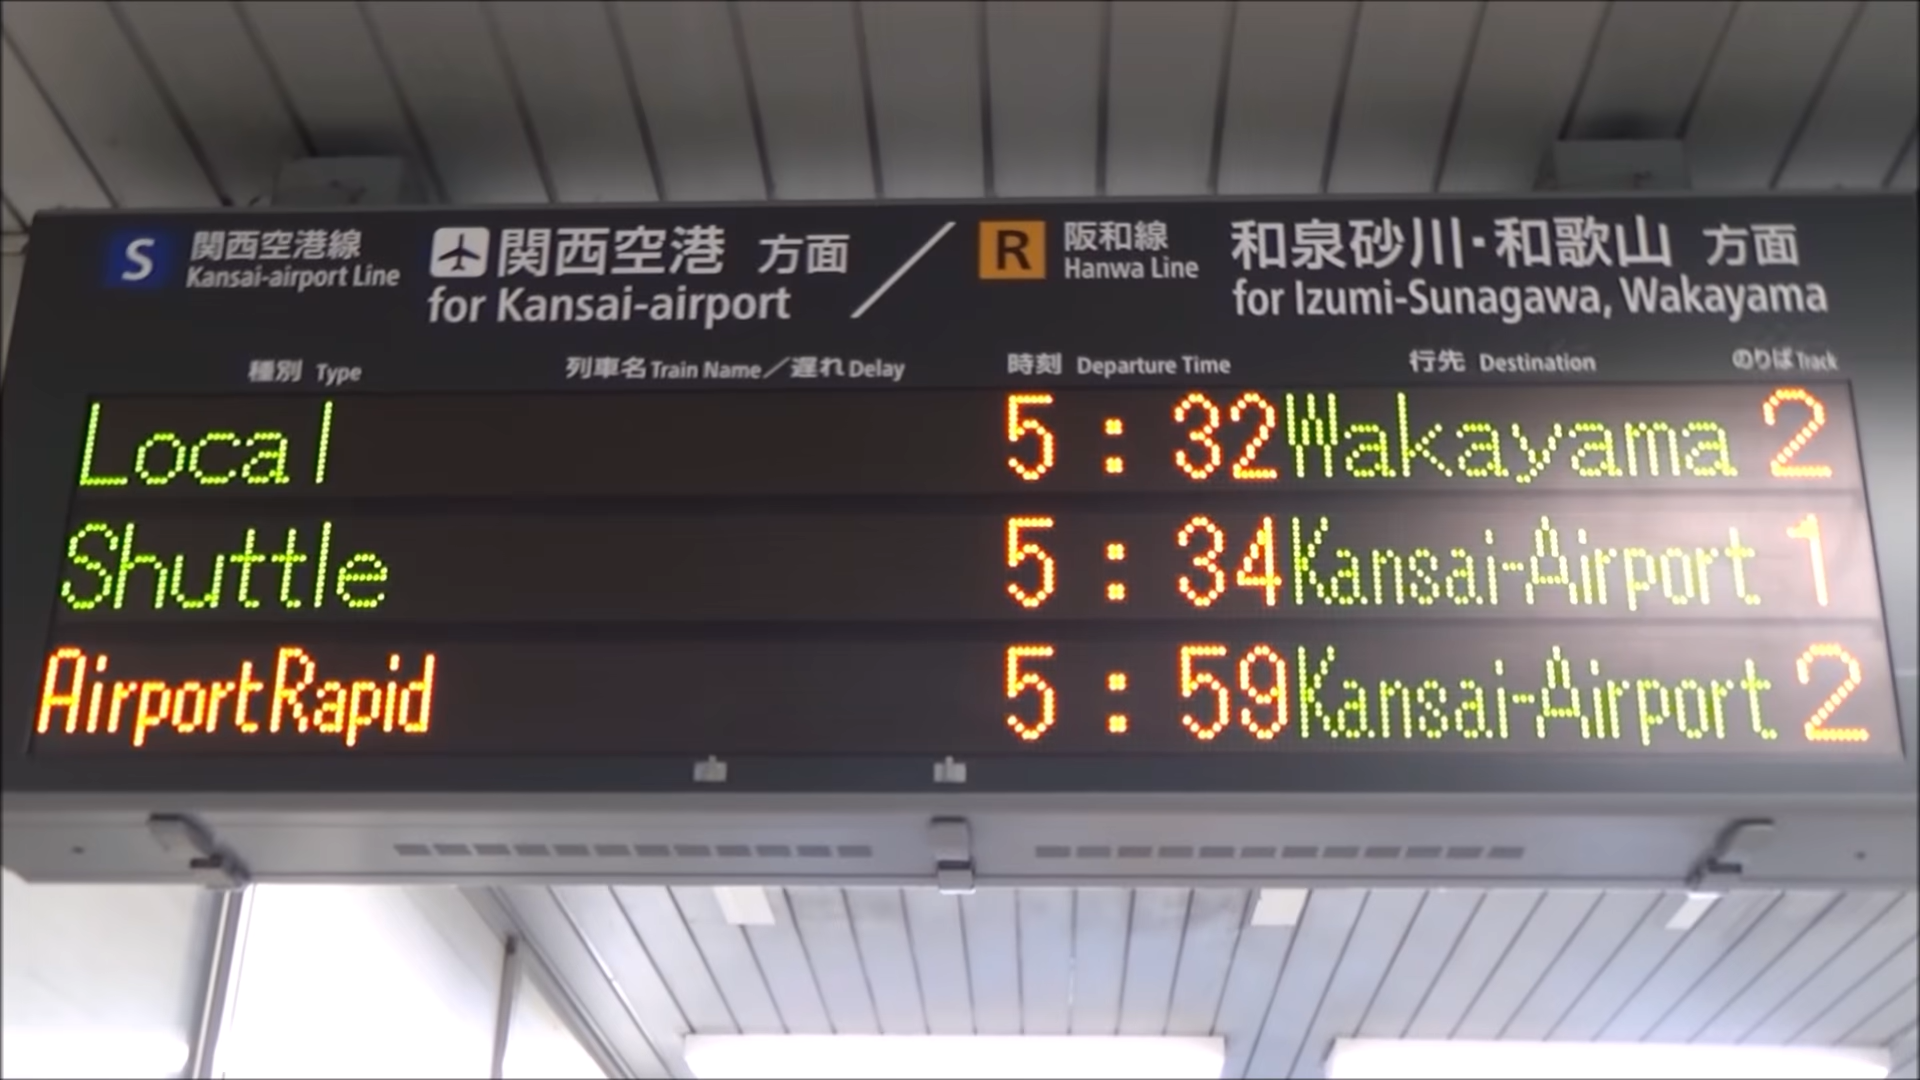 S 関西空港線 関西空港 方面 / R 阪和線 和泉砂川・和歌山 方面
Kansai-airport Line for Kansai-airport Hanwa Line for Izumi-Sunagawa, Wakayama
種別 Type 列車名 Train Name/遅れ Delay 時刻 Departure Time 行先 Destination のりば Track
Local 5:32 Wakayama 2
Shuttle 5:34 Kansai-Airport 1
AirportRapid 5:59 Kansai-Airport 2